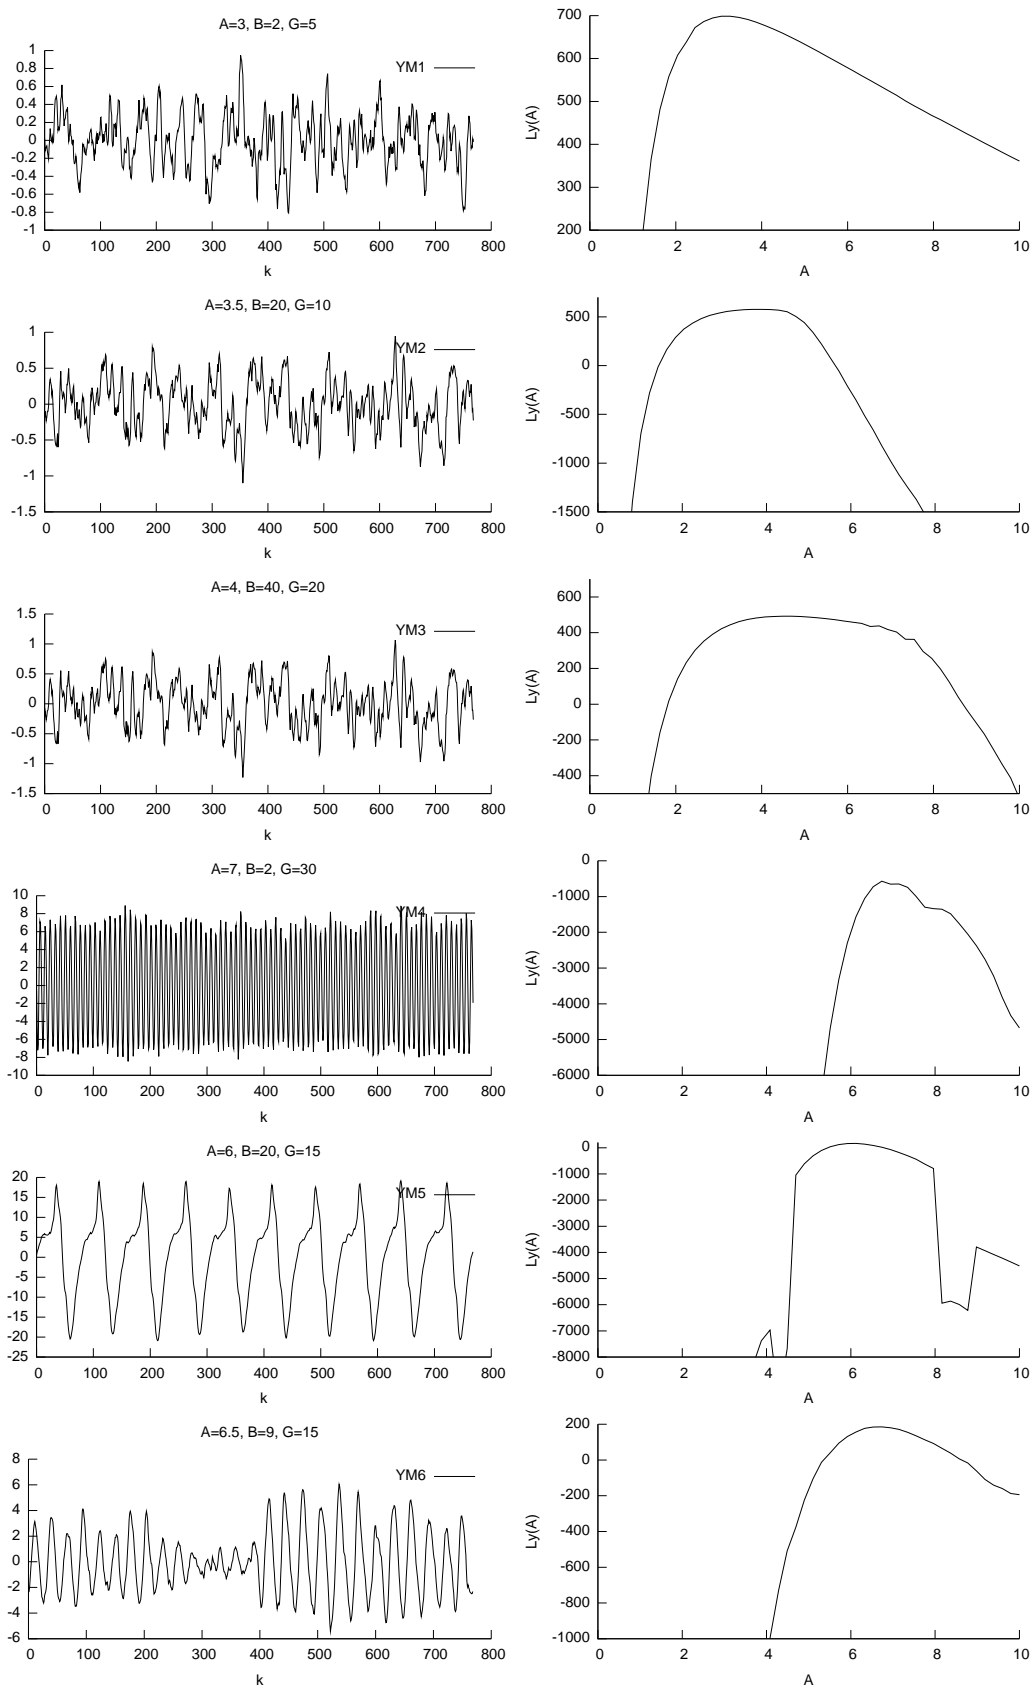 A=3, B=2, G=5
YM1
1
0.8
0.6
0.4
0.2
0
-0.2
-0.4
-0.6
-0.8
-1
0 100 200 300 400 500 600 700 800
k
Ly(A)
700
600
500
400
300
200
0 2 4 6 8 10
A
A=3.5, B=20, G=10
YM2
1
0.5
0
-0.5
-1
-1.5
0 100 200 300 400 500 600 700 800
k
Ly(A)
500
0
-500
-1000
-1500
0 2 4 6 8 10
A
A=4, B=40, G=20
YM3
1.5
1
0.5
0
-0.5
-1
-1.5
0 100 200 300 400 500 600 700 800
k
Ly(A)
600
400
200
0
-200
-400
0 2 4 6 8 10
A
A=7, B=2, G=30
YM4
10
8
6
4
2
0
-2
-4
-6
-8
-10
0 100 200 300 400 500 600 700 800
k
Ly(A)
0
-1000
-2000
-3000
-4000
-5000
-6000
0 2 4 6 8 10
A
A=6, B=20, G=15
YM5
20
15
10
5
0
-5
-10
-15
-20
-25
0 100 200 300 400 500 600 700 800
k
Ly(A)
0
-1000
-2000
-3000
-4000
-5000
-6000
-7000
-8000
0 2 4 6 8 10
A
A=6.5, B=9, G=15
YM6
8
6
4
2
0
-2
-4
-6
0 100 200 300 400 500 600 700 800
k
Ly(A)
200
0
-200
-400
-600
-800
-1000
0 2 4 6 8 10
A